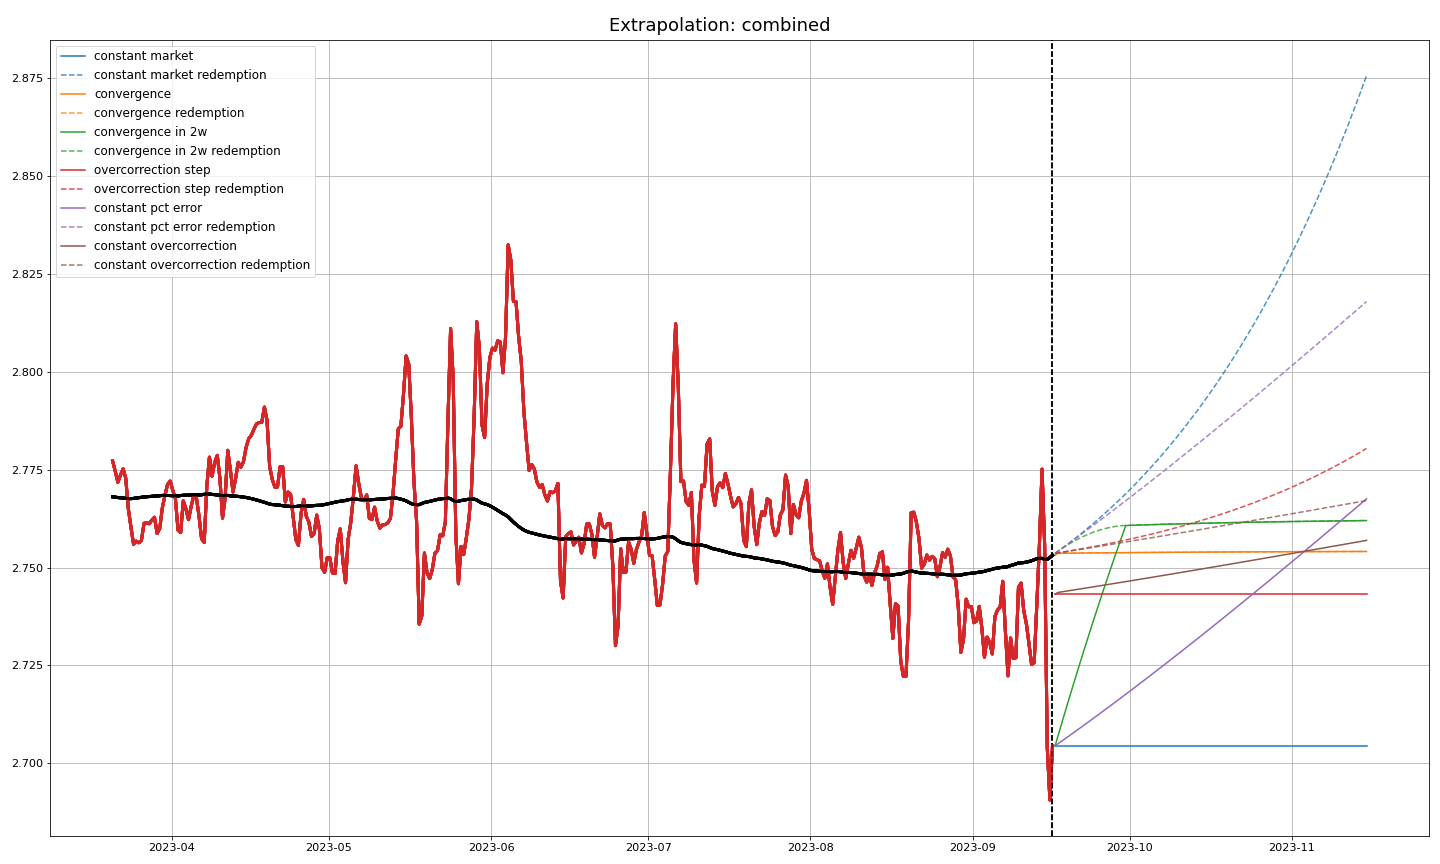 Extrapolation: combined
constant market
constant market redemption
convergence
convergence redemption
convergence in 2w
convergence in 2w redemption
overcorrection step
overcorrection step redemption
constant pct error
constant pct error redemption
constant overcorrection
constant overcorrection redemption
2.875
2.850
2.825
2.800
2.775
2.750
2.725
2.700
2023-04 2023-05 2023-06 2023-07 2023-08 2023-09 2023-10 2023-11